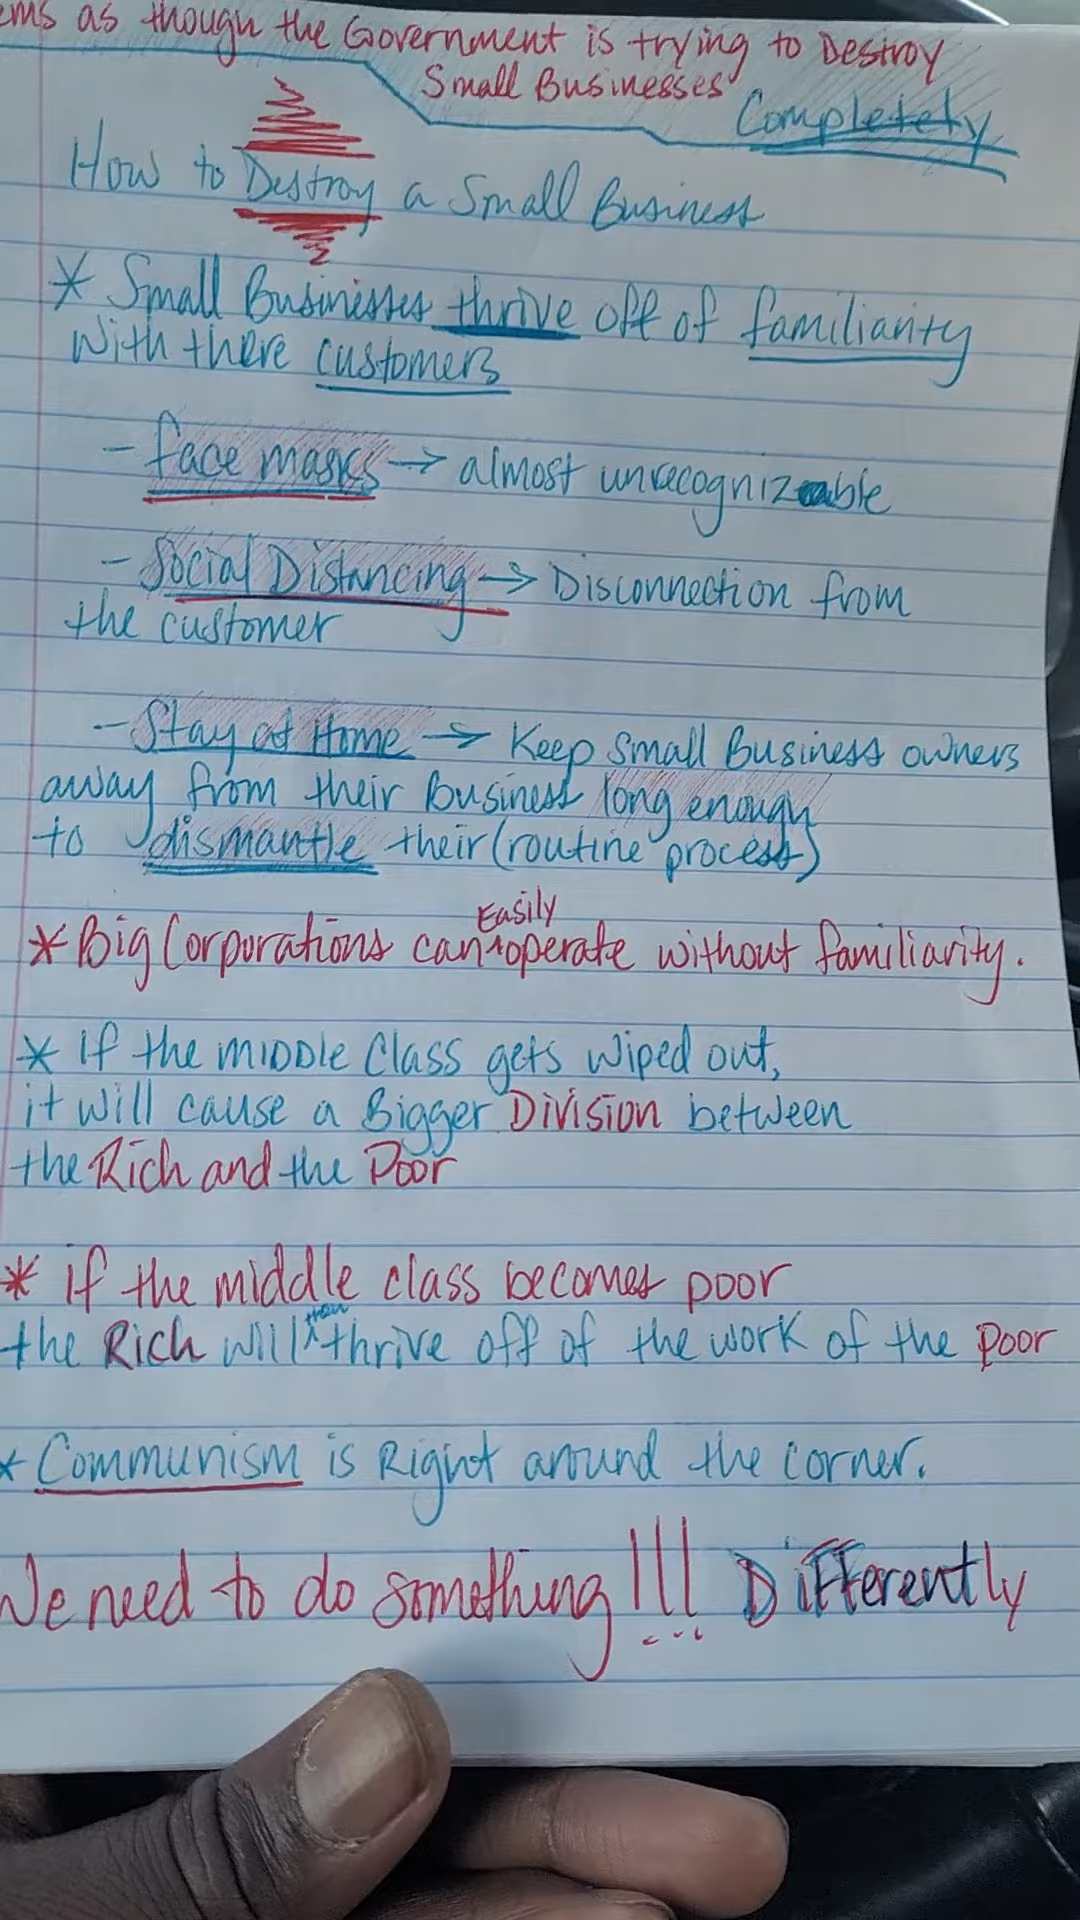 ems as though the Government is trying to Destroy
Small Businesses
Completely
How to Destroy a Small Business
* Small Businesses thrive off of familiarity
With there customers
- face masks → almost unrecognizable
- Social Distancing → Disconnection from
the customer
- Stay at Home → Keep Small Business owners
away from their business long enough
to dismantle their (routine process)
Easily
* Big Corporations can operate without familiarity.
* if the MIDDLE Class gets Wiped out,
it will cause a Bigger Division between
the Rich and the Poor
* if the middle class becomes poor
then
the Rich will thrive off of the work of the Poor
* Communism is Right around the corner.
We need to do something!!! Differently